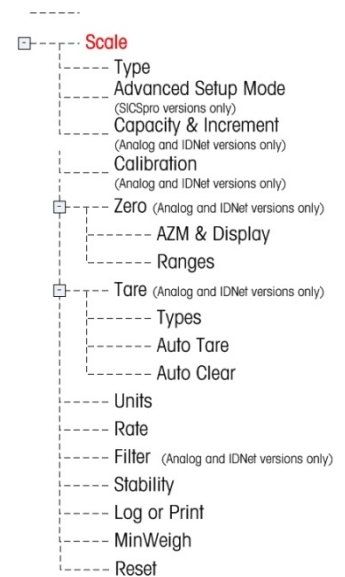 Scale
Type
Advanced Setup Mode
(SICSpro versions only)
Capacity & Increment
(Analog and IDNet versions only)
Calibration
(Analog and IDNet versions only)
Zero (Analog and IDNet versions only)
AZM & Display
Ranges
Tare (Analog and IDNet versions only)
Types
Auto Tare
Auto Clear
Units
Rate
Filter (Analog and IDNet versions only)
Stability
Log or Print
MinWeigh
Reset